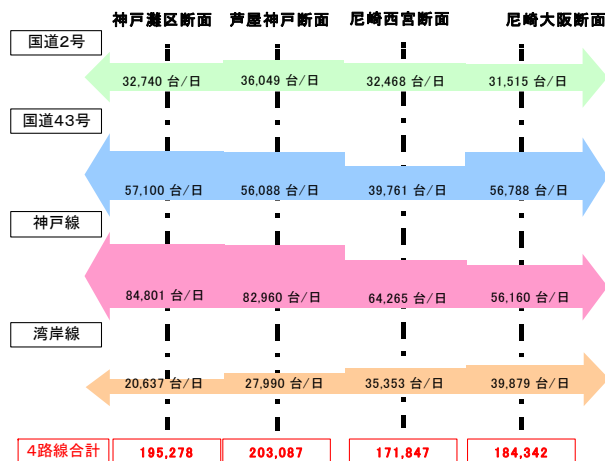 神戸灘区断面 芦屋神戸断面 尼崎西宮断面 尼崎大阪断面
国道2号
32,740 台/日 36,049 台/日 32,468 台/日 31,515 台/日
国道43号
57,100 台/日 56,088 台/日 39,761 台/日 56,788 台/日
神戸線
84,801 台/日 82,960 台/日 64,265 台/日 56,160 台/日
湾岸線
20,637 台/日 27,990 台/日 35,353 台/日 39,879 台/日
4路線合計 195,278 203,087 171,847 184,342